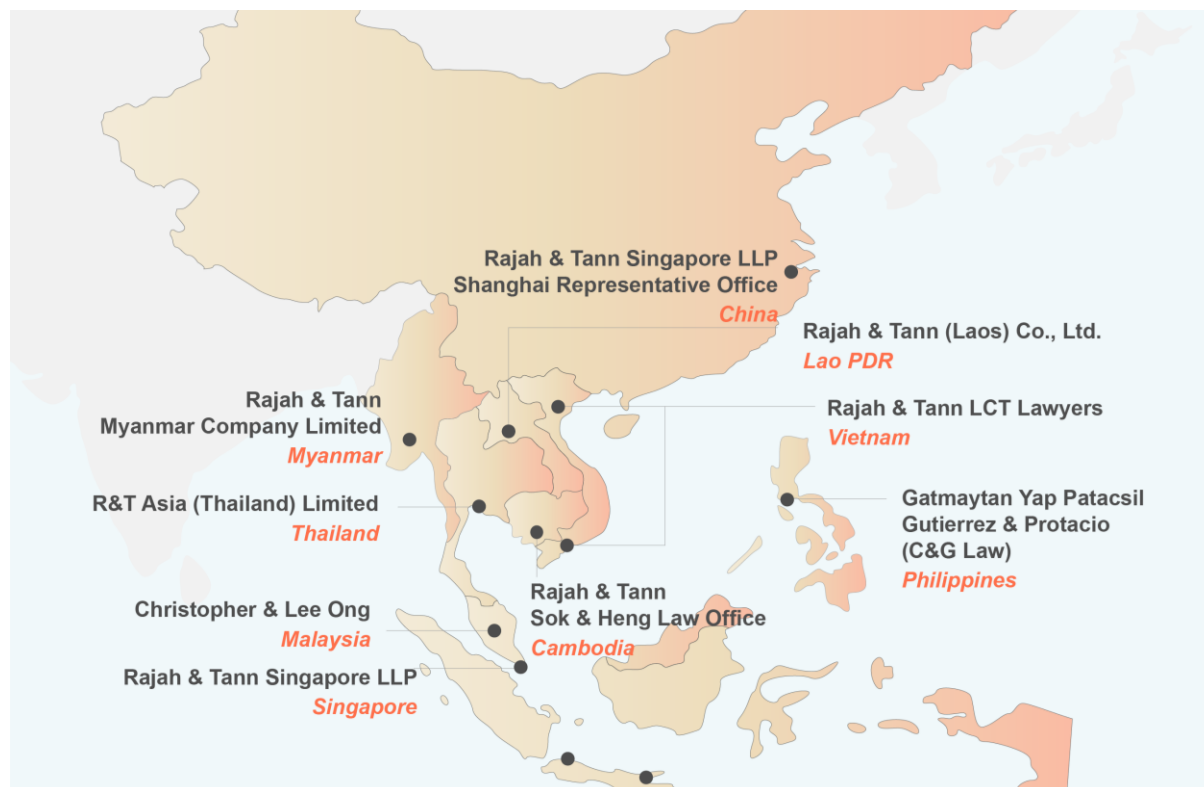 Rajah & Tann Singapore LLP
Shanghai Representative Office
China
Rajah & Tann (Laos) Co., Ltd.
Lao PDR
Rajah & Tann
Myanmar Company Limited
Myanmar
Rajah & Tann LCT Lawyers
Vietnam
R&T Asia (Thailand) Limited
Thailand
Gatmaytan Yap Patacsil
Gutierrez & Protacio
(C&G Law)
Philippines
Rajah & Tann
Sok & Heng Law Office
Cambodia
Christopher & Lee Ong
Malaysia
Rajah & Tann Singapore LLP
Singapore